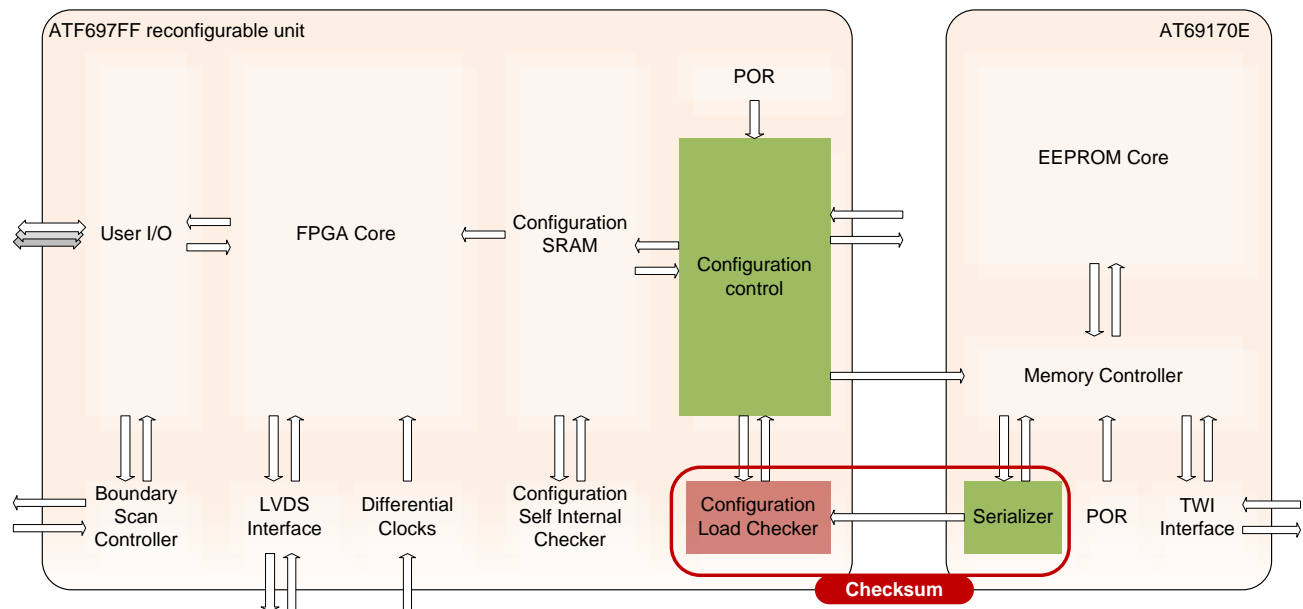 ATF697FF reconfigurable unit
AT69170E
POR
EEPROM Core
User I/O
FPGA Core
Configuration
SRAM
Configuration
control
Memory Controller
Boundary
Scan
Controller
LVDS
Interface
Differential
Clocks
Configuration
Self Internal
Checker
Configuration
Load Checker
Serializer
POR
TWI
Interface
Checksum